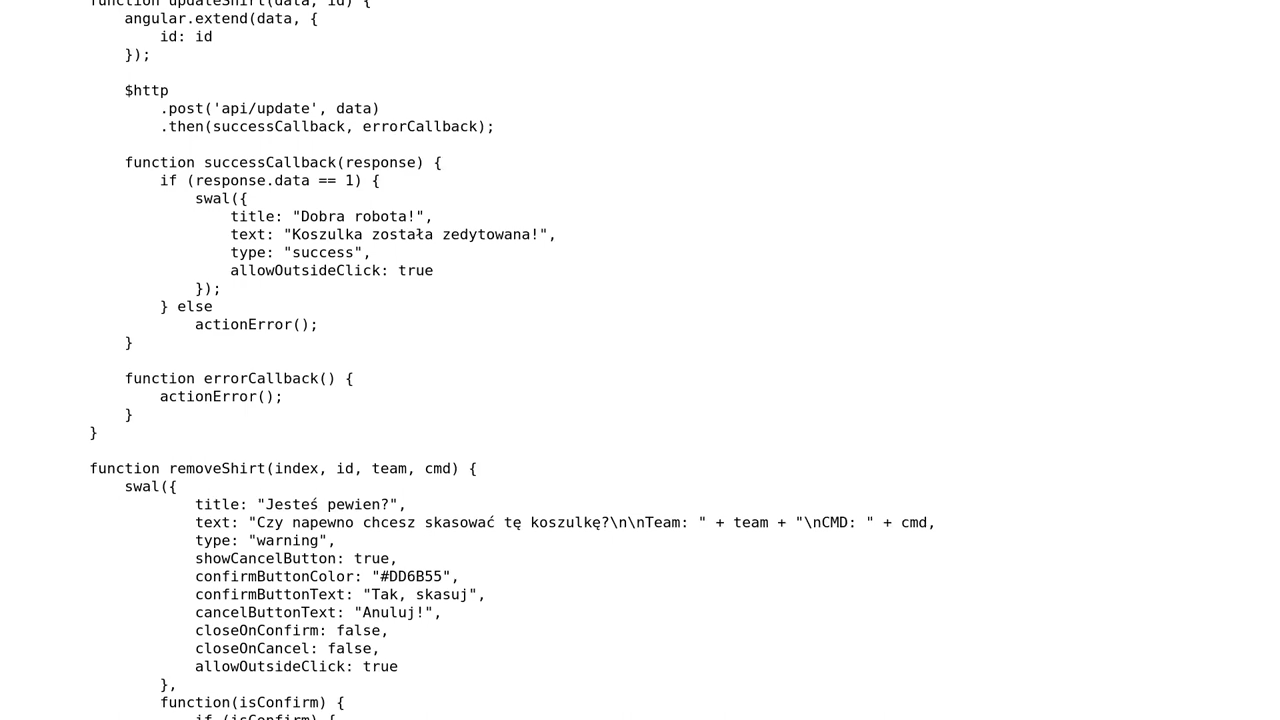 function updateShirt(data, id) {
angular.extend(data, {
id: id
});
$http
.post('api/update', data)
.then(successCallback, errorCallback);
function successCallback(response) {
if (response.data == 1) {
swal({
title: "Dobra robota!",
text: "Koszulka została zedytowana!",
type: "success",
allowOutsideClick: true
});
} else
actionError();
}
function errorCallback() {
actionError();
}
}
function removeShirt(index, id, team, cmd) {
swal({
title: "Jesteś pewien?",
text: "Czy napewno chcesz skasować tę koszulkę?\n\nTeam: " + team + "\nCMD: " + cmd,
type: "warning",
showCancelButton: true,
confirmButtonColor: "#DD6B55",
confirmButtonText: "Tak, skasuj",
cancelButtonText: "Anuluj!",
closeOnConfirm: false,
closeOnCancel: false,
allowOutsideClick: true
},
function(isConfirm) {
if (isConfirm) {